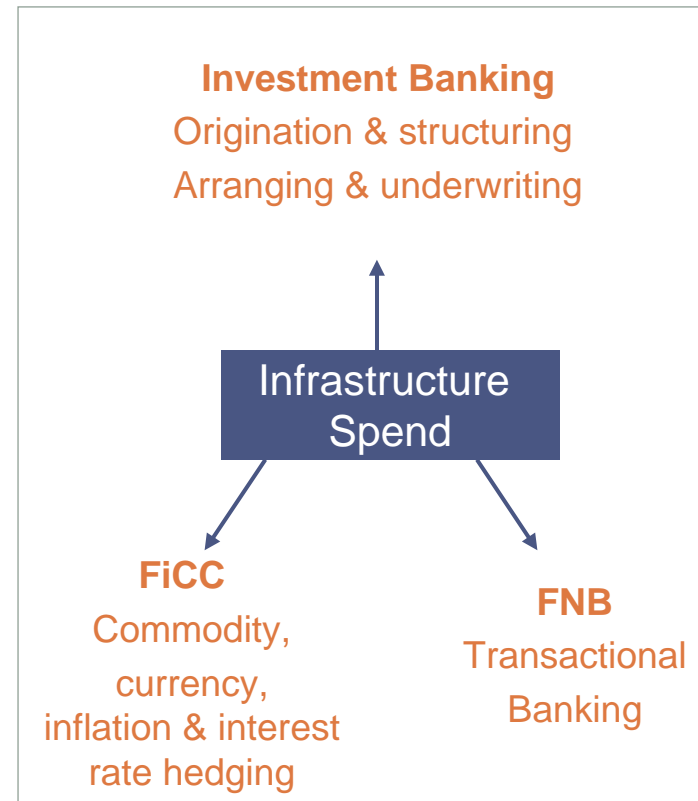 Investment Banking
Origination & structuring
Arranging & underwriting
Infrastructure
Spend
FiCC
Commodity,
currency,
inflation & interest
rate hedging
FNB
Transactional
Banking